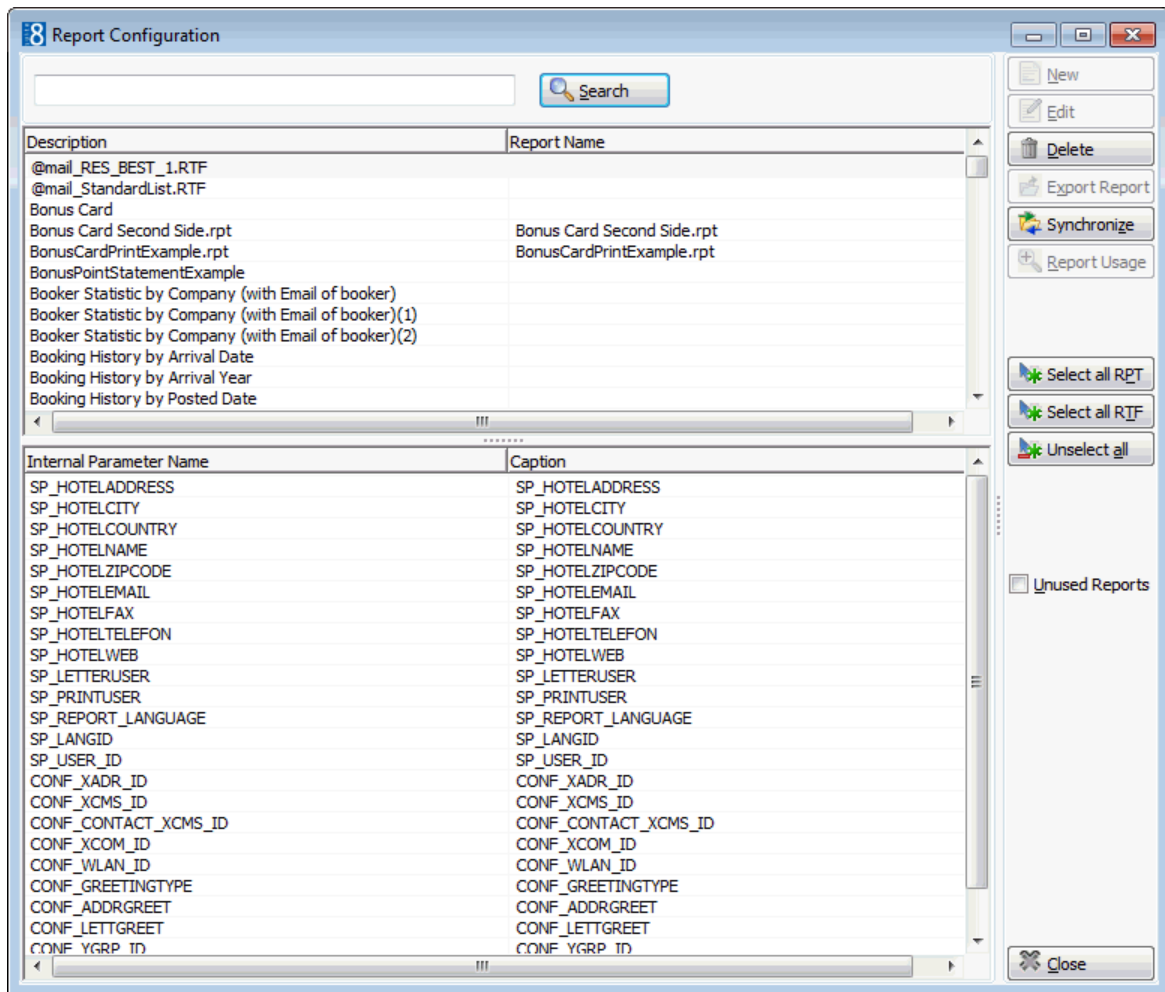 8 Report Configuration
Search
New
Edit
Delete
Export Report
Synchronize
Report Usage
Description Report Name
@mail_RES_BEST_1.RTF
@mail_StandardList.RTF
Bonus Card
Bonus Card Second Side.rpt Bonus Card Second Side.rpt
BonusCardPrintExample.rpt BonusCardPrintExample.rpt
BonusPointStatementExample
Booker Statistic by Company (with Email of booker)
Booker Statistic by Company (with Email of booker)(1)
Booker Statistic by Company (with Email of booker)(2)
Booking History by Arrival Date
Booking History by Arrival Year
Booking History by Posted Date
Select all RPT
Select all RTF
Unselect all
Internal Parameter Name Caption
SP_HOTELADDRESS SP_HOTELADDRESS
SP_HOTELCITY SP_HOTELCITY
SP_HOTELCOUNTRY SP_HOTELCOUNTRY
SP_HOTELNAME SP_HOTELNAME
SP_HOTELZIPCODE SP_HOTELZIPCODE
SP_HOTELEMAIL SP_HOTELEMAIL
SP_HOTELFAX SP_HOTELFAX
SP_HOTELTELEFON SP_HOTELTELEFON
SP_HOTELWEB SP_HOTELWEB
SP_LETTERUSER SP_LETTERUSER
SP_PRINTUSER SP_PRINTUSER
SP_REPORT_LANGUAGE SP_REPORT_LANGUAGE
SP_LANGID SP_LANGID
SP_USER_ID SP_USER_ID
CONF_XADR_ID CONF_XADR_ID
CONF_XCMS_ID CONF_XCMS_ID
CONF_CONTACT_XCMS_ID CONF_CONTACT_XCMS_ID
CONF_XCOM_ID CONF_XCOM_ID
CONF_WLAN_ID CONF_WLAN_ID
CONF_GREETINGTYPE CONF_GREETINGTYPE
CONF_ADDRGREET CONF_ADDRGREET
CONF_LETTGREET CONF_LETTGREET
CONF_YGRP_ID CONF_YGRP_ID
Unused Reports
Close